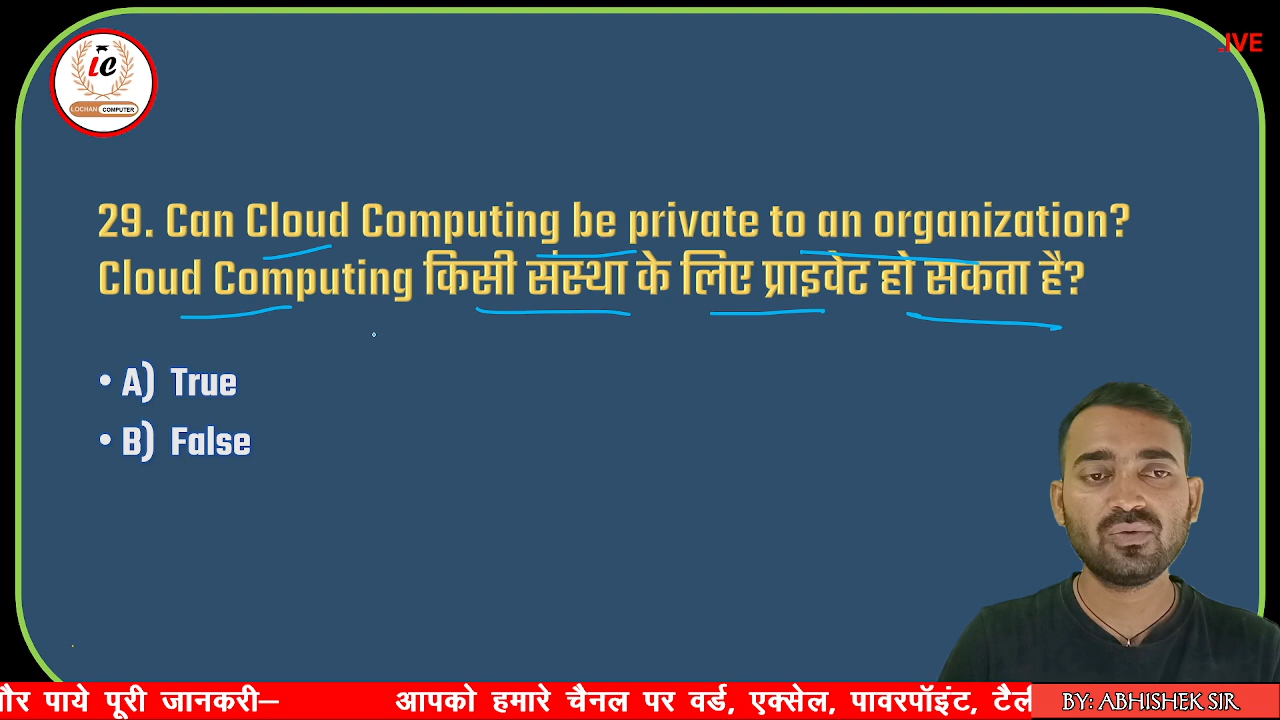 LC
LOCHAN COMPUTER
LIVE
29. Can Cloud Computing be private to an organization?
Cloud Computing किसी संस्था के लिए प्राइवेट हो सकता है?
• A) True
• B) False
और पाये पूरी जानकरी– आपको हमारे चैनल पर वर्ड, एक्सेल, पावरपॉइंट, टैली
BY: ABHISHEK SIR